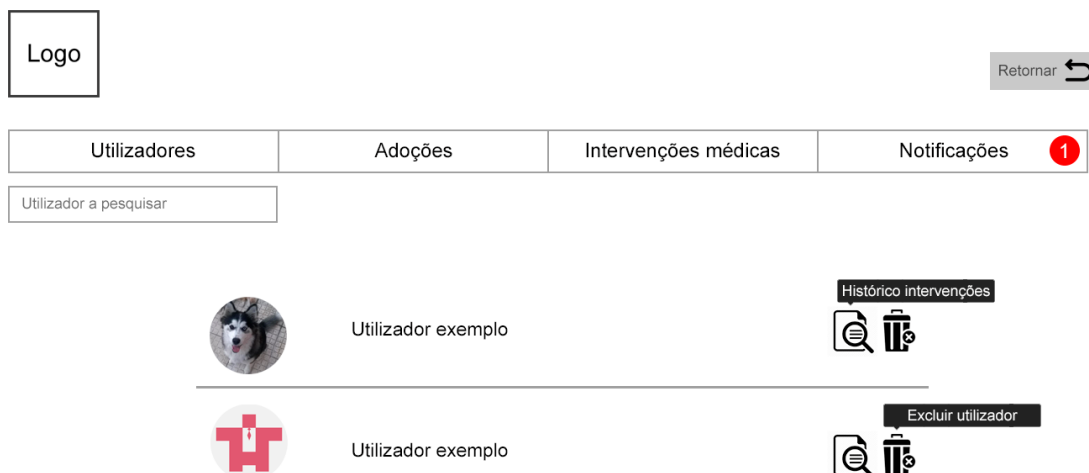 Logo
Retornar
Utilizadores
Adoções
Intervenções médicas
Notificações
1
Utilizador a pesquisar
Histórico intervenções
Utilizador exemplo
Excluir utilizador
Utilizador exemplo